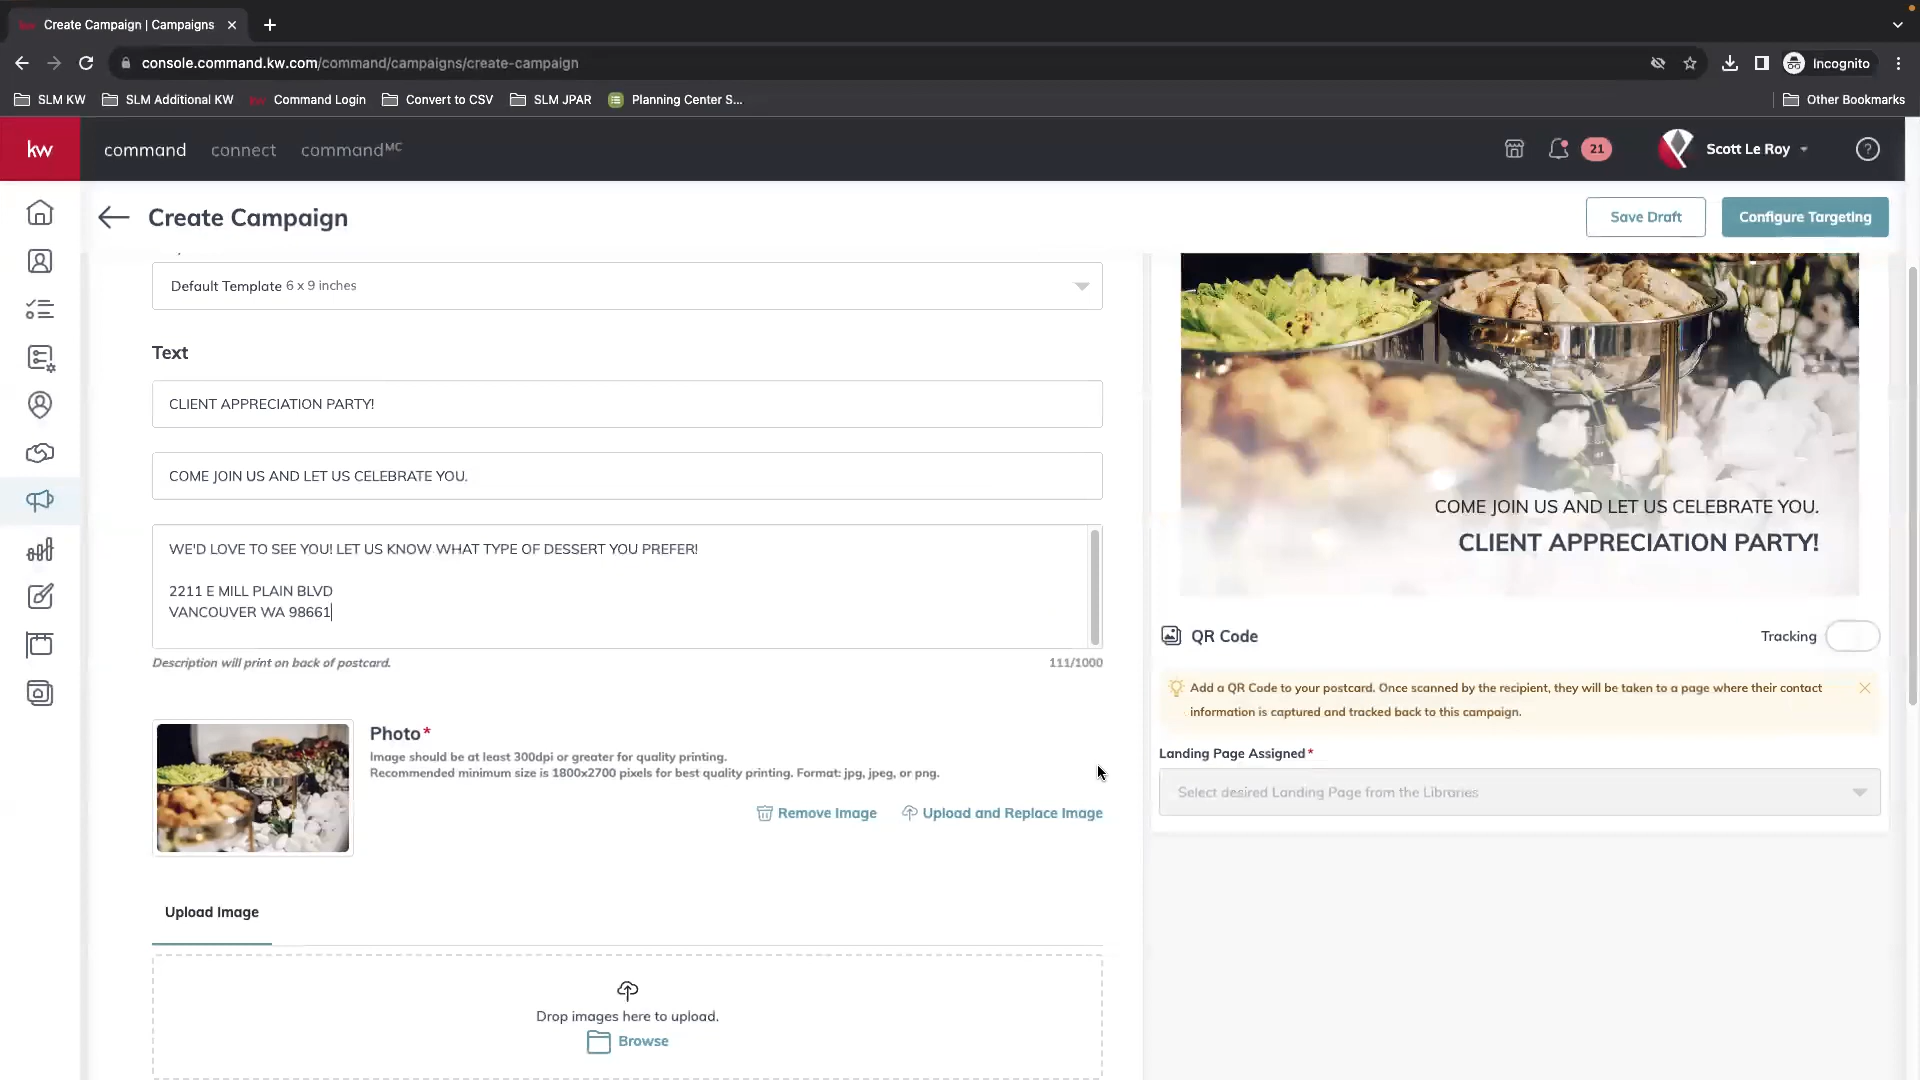 Create Campaign | Campaigns
console.command.kw.com/command/campaigns/create-campaign
Incognito
SLM KW
SLM Additional KW
Command Login
Convert to CSV
SLM JPAR
Planning Center S...
Other Bookmarks
kw
command
connect
commandMC
21
Scott Le Roy
Create Campaign
Save Draft
Configure Targeting
Default Template 6 x 9 inches
Text
CLIENT APPRECIATION PARTY!
COME JOIN US AND LET US CELEBRATE YOU.
WE'D LOVE TO SEE YOU! LET US KNOW WHAT TYPE OF DESSERT YOU PREFER!
2211 E MILL PLAIN BLVD
VANCOUVER WA 98661
Description will print on back of postcard.
111/1000
Photo*
Image should be at least 300dpi or greater for quality printing.
Recommended minimum size is 1800x2700 pixels for best quality printing. Format: jpg, jpeg, or png.
Remove Image
Upload and Replace Image
Upload Image
Drop images here to upload.
Browse
COME JOIN US AND LET US CELEBRATE YOU.
CLIENT APPRECIATION PARTY!
QR Code
Tracking
Add a QR Code to your postcard. Once scanned by the recipient, they will be taken to a page where their contact
information is captured and tracked back to this campaign.
Landing Page Assigned*
Select desired Landing Page from the Libraries